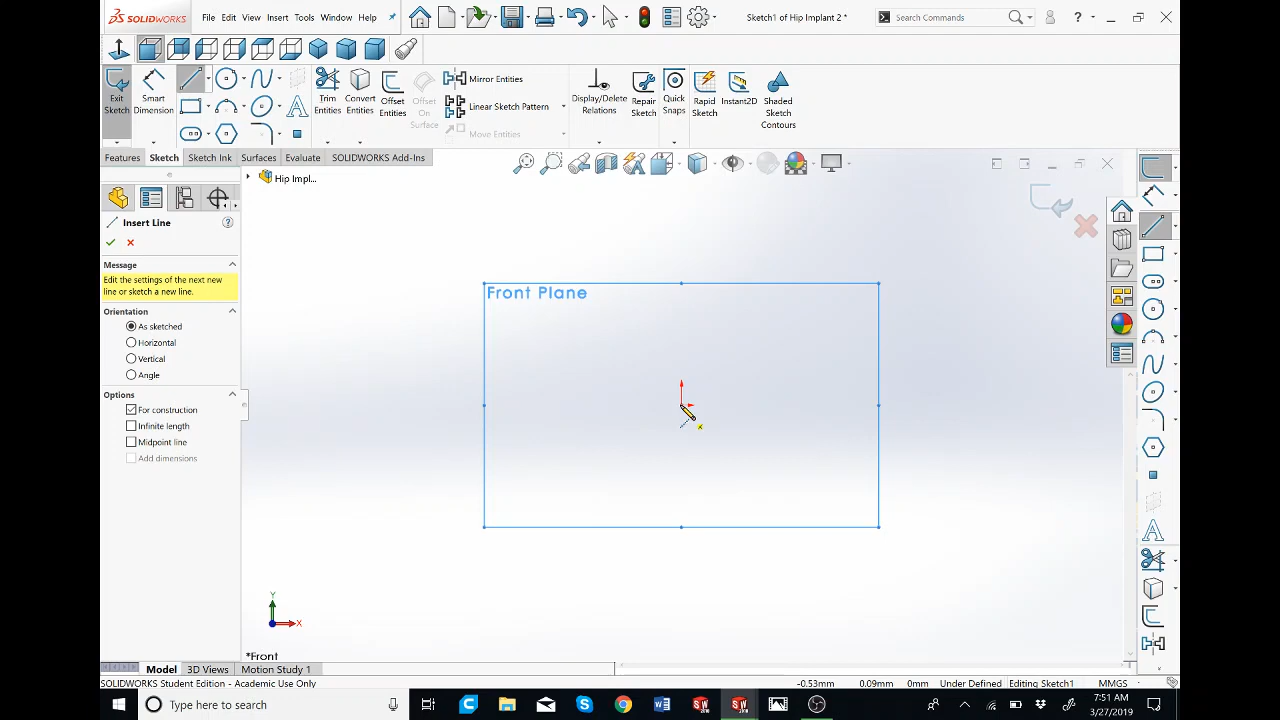 SOLIDWORKS
File Edit View Insert Tools Window Help
Sketch1 of Hip Implant 2 *
Search Commands
?
Exit Sketch
Smart Dimension
Trim Entities
Convert Entities
Offset Entities
Offset On Surface
Mirror Entities
Linear Sketch Pattern
Move Entities
Display/Delete Relations
Repair Sketch
Quick Snaps
Rapid Sketch
Instant2D
Shaded Sketch Contours
Features Sketch Sketch Ink Surfaces Evaluate SOLIDWORKS Add-Ins
Hip Impl...
Insert Line
?
Message
Edit the settings of the next new
line or sketch a new line.
Orientation
As sketched
Horizontal
Vertical
Angle
Options
For construction
Infinite length
Midpoint line
Add dimensions
Front Plane
Y
X
*Front
Model 3D Views Motion Study 1
SOLIDWORKS Student Edition - Academic Use Only
-0.53mm 0.09mm 0mm Under Defined Editing Sketch1 MMGS
Type here to search
7:51 AM
3/27/2019